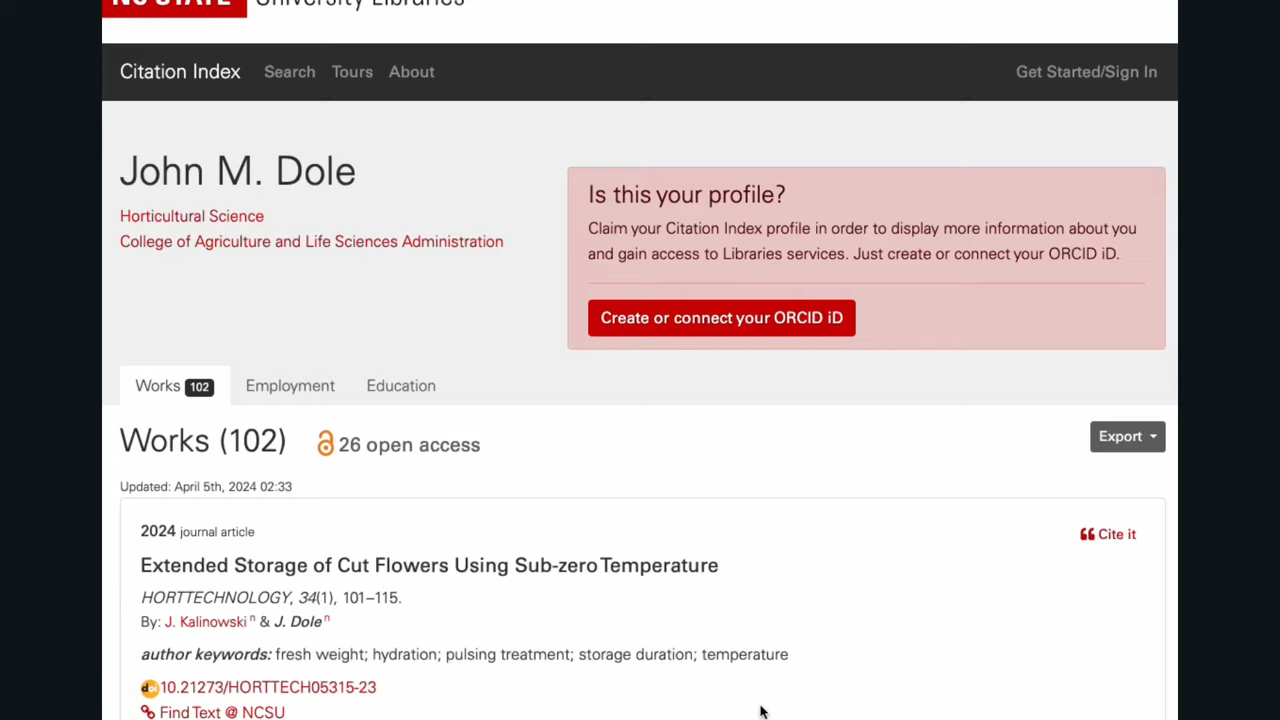 NC STATE University Libraries
Citation Index Search Tours About Get Started/Sign In
John M. Dole
Horticultural Science
College of Agriculture and Life Sciences Administration
Is this your profile?
Claim your Citation Index profile in order to display more information about you
and gain access to Libraries services. Just create or connect your ORCID iD.
Create or connect your ORCID iD
Works 102 Employment Education
Works (102) 26 open access
Export
Updated: April 5th, 2024 02:33
2024 journal article
Cite it
Extended Storage of Cut Flowers Using Sub-zero Temperature
HORTTECHNOLOGY, 34(1), 101–115.
By: J. Kalinowski n & J. Dole n
author keywords: fresh weight; hydration; pulsing treatment; storage duration; temperature
doi 10.21273/HORTTECH05315-23
Find Text @ NCSU